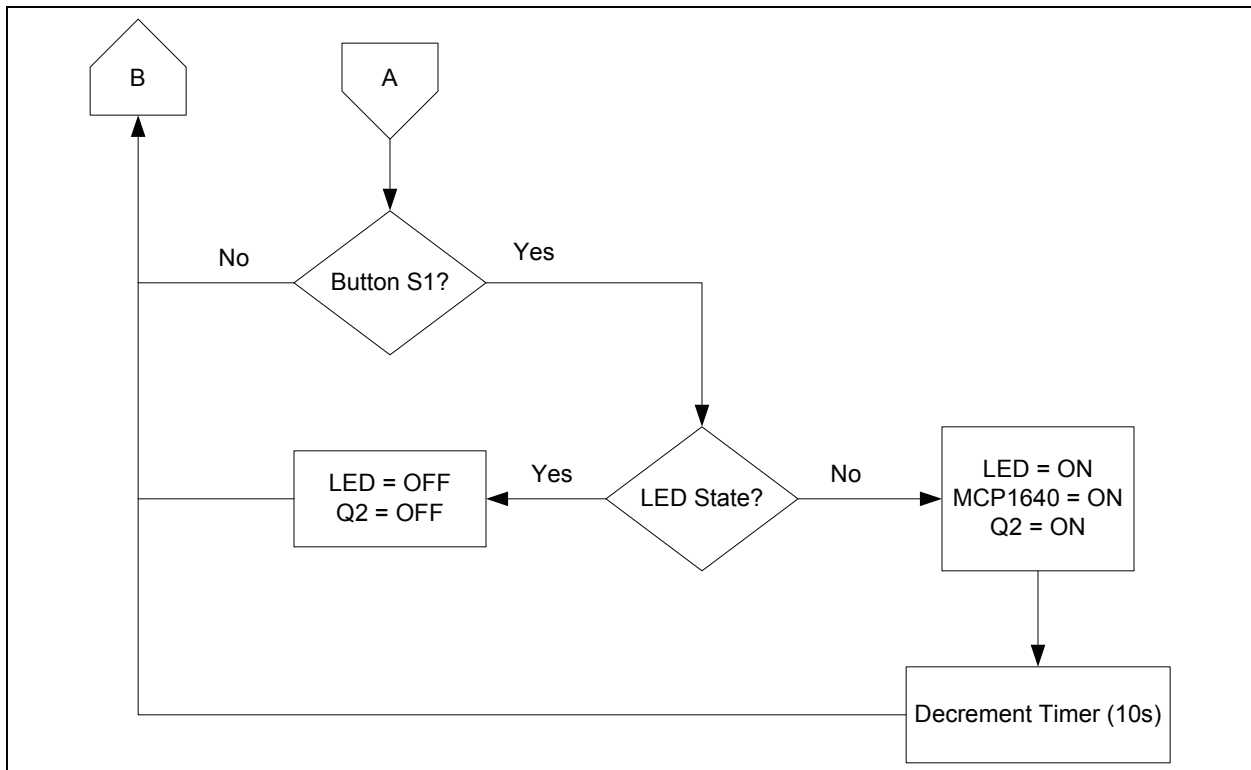 B
A
No
Yes
Button S1?
LED = OFF
Q2 = OFF
Yes
LED State?
No
LED = ON
MCP1640 = ON
Q2 = ON
Decrement Timer (10s)